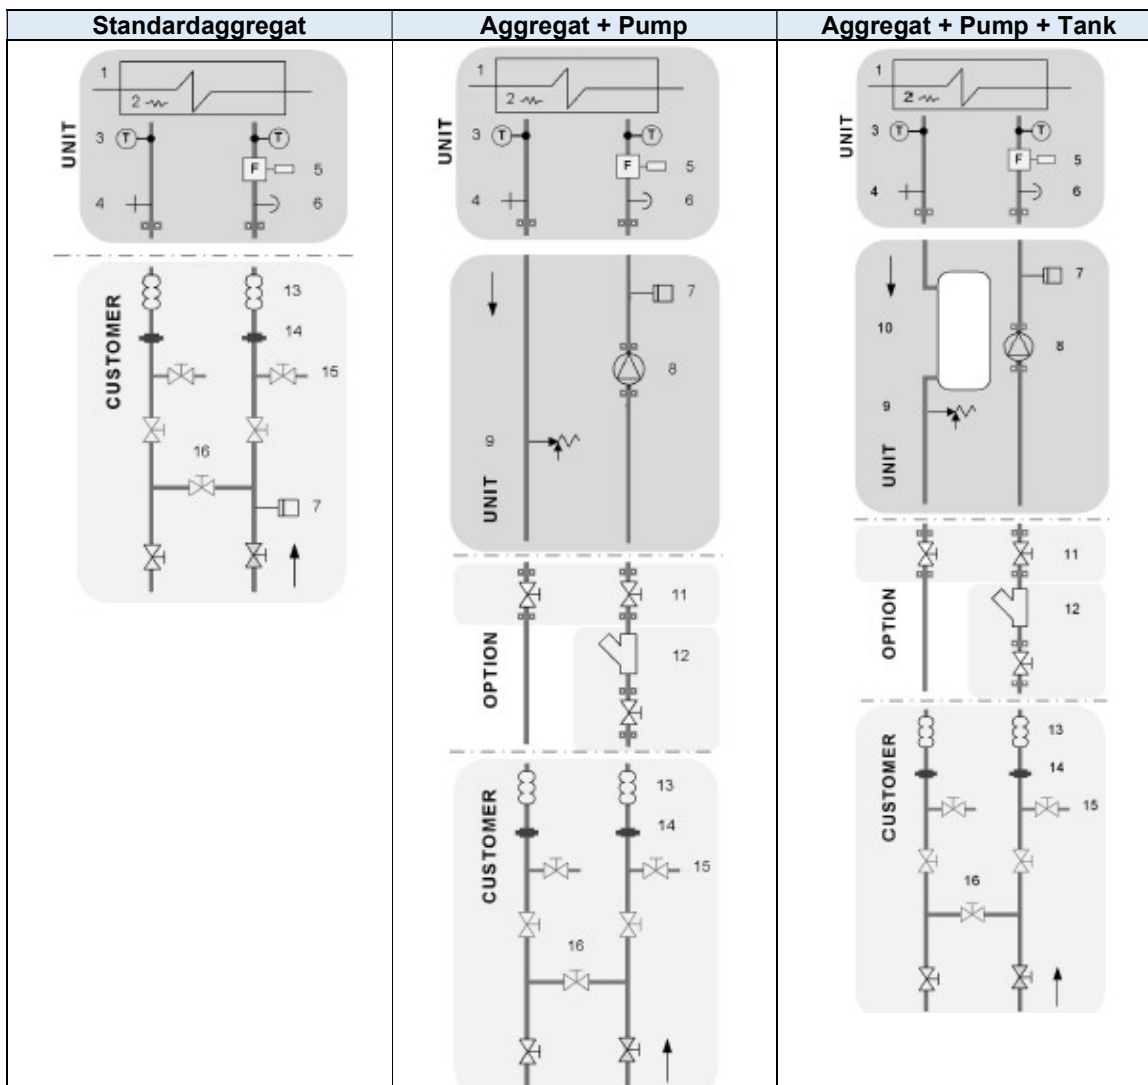 Standardaggregat
1
2
3 T T
UNIT
F 5
4 6
CUSTOMER
13
14
15
16
7
Aggregat + Pump
1
2
3 T T
UNIT
F 5
4 6
7
8
9
UNIT
11
OPTION
12
CUSTOMER
13
14
15
16
Aggregat + Pump + Tank
1
2
3 T T
UNIT
F 5
4 6
7
10
8
9
UNIT
11
OPTION
12
CUSTOMER
13
14
15
16